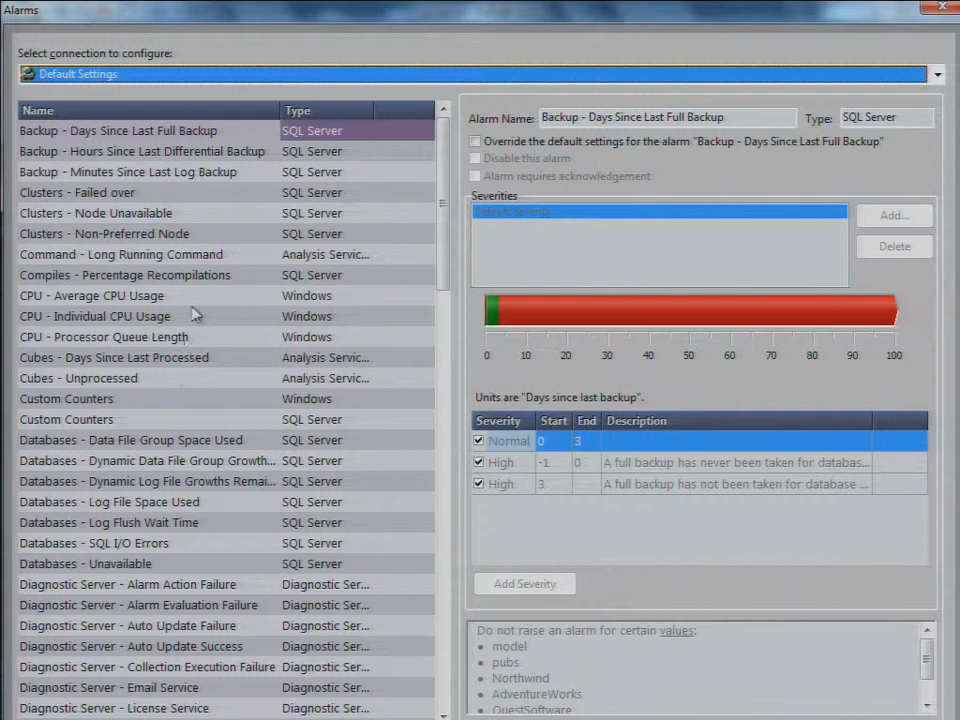 Alarms
Select connection to configure:
Default Settings
Name Type
Backup - Days Since Last Full Backup SQL Server
Backup - Hours Since Last Differential Backup SQL Server
Backup - Minutes Since Last Log Backup SQL Server
Clusters - Failed over SQL Server
Clusters - Node Unavailable SQL Server
Clusters - Non-Preferred Node SQL Server
Command - Long Running Command Analysis Servic...
Compiles - Percentage Recompilations SQL Server
CPU - Average CPU Usage Windows
CPU - Individual CPU Usage Windows
CPU - Processor Queue Length Windows
Cubes - Days Since Last Processed Analysis Servic...
Cubes - Unprocessed Analysis Servic...
Custom Counters Windows
Custom Counters SQL Server
Databases - Data File Group Space Used SQL Server
Databases - Dynamic Data File Group Growth... SQL Server
Databases - Dynamic Log File Growths Remai... SQL Server
Databases - Log File Space Used SQL Server
Databases - Log Flush Wait Time SQL Server
Databases - SQL I/O Errors SQL Server
Databases - Unavailable SQL Server
Diagnostic Server - Alarm Action Failure Diagnostic Ser...
Diagnostic Server - Alarm Evaluation Failure Diagnostic Ser...
Diagnostic Server - Auto Update Failure Diagnostic Ser...
Diagnostic Server - Auto Update Success Diagnostic Ser...
Diagnostic Server - Collection Execution Failure Diagnostic Ser...
Diagnostic Server - Email Service Diagnostic Ser...
Diagnostic Server - License Service Diagnostic Ser...
Alarm Name: Backup - Days Since Last Full Backup Type: SQL Server
Override the default settings for the alarm "Backup - Days Since Last Full Backup"
Disable this alarm
Alarm requires acknowledgement
Severities
Default Severity
Add...
Delete
0 10 20 30 40 50 60 70 80 90 100
Units are "Days since last backup".
Severity Start End Description
Normal 0 3
High -1 0 A full backup has never been taken for databas...
High 3 A full backup has not been taken for database ...
Add Severity
Do not raise an alarm for certain values:
• model
• pubs
• Northwind
• AdventureWorks
• QuestSoftware